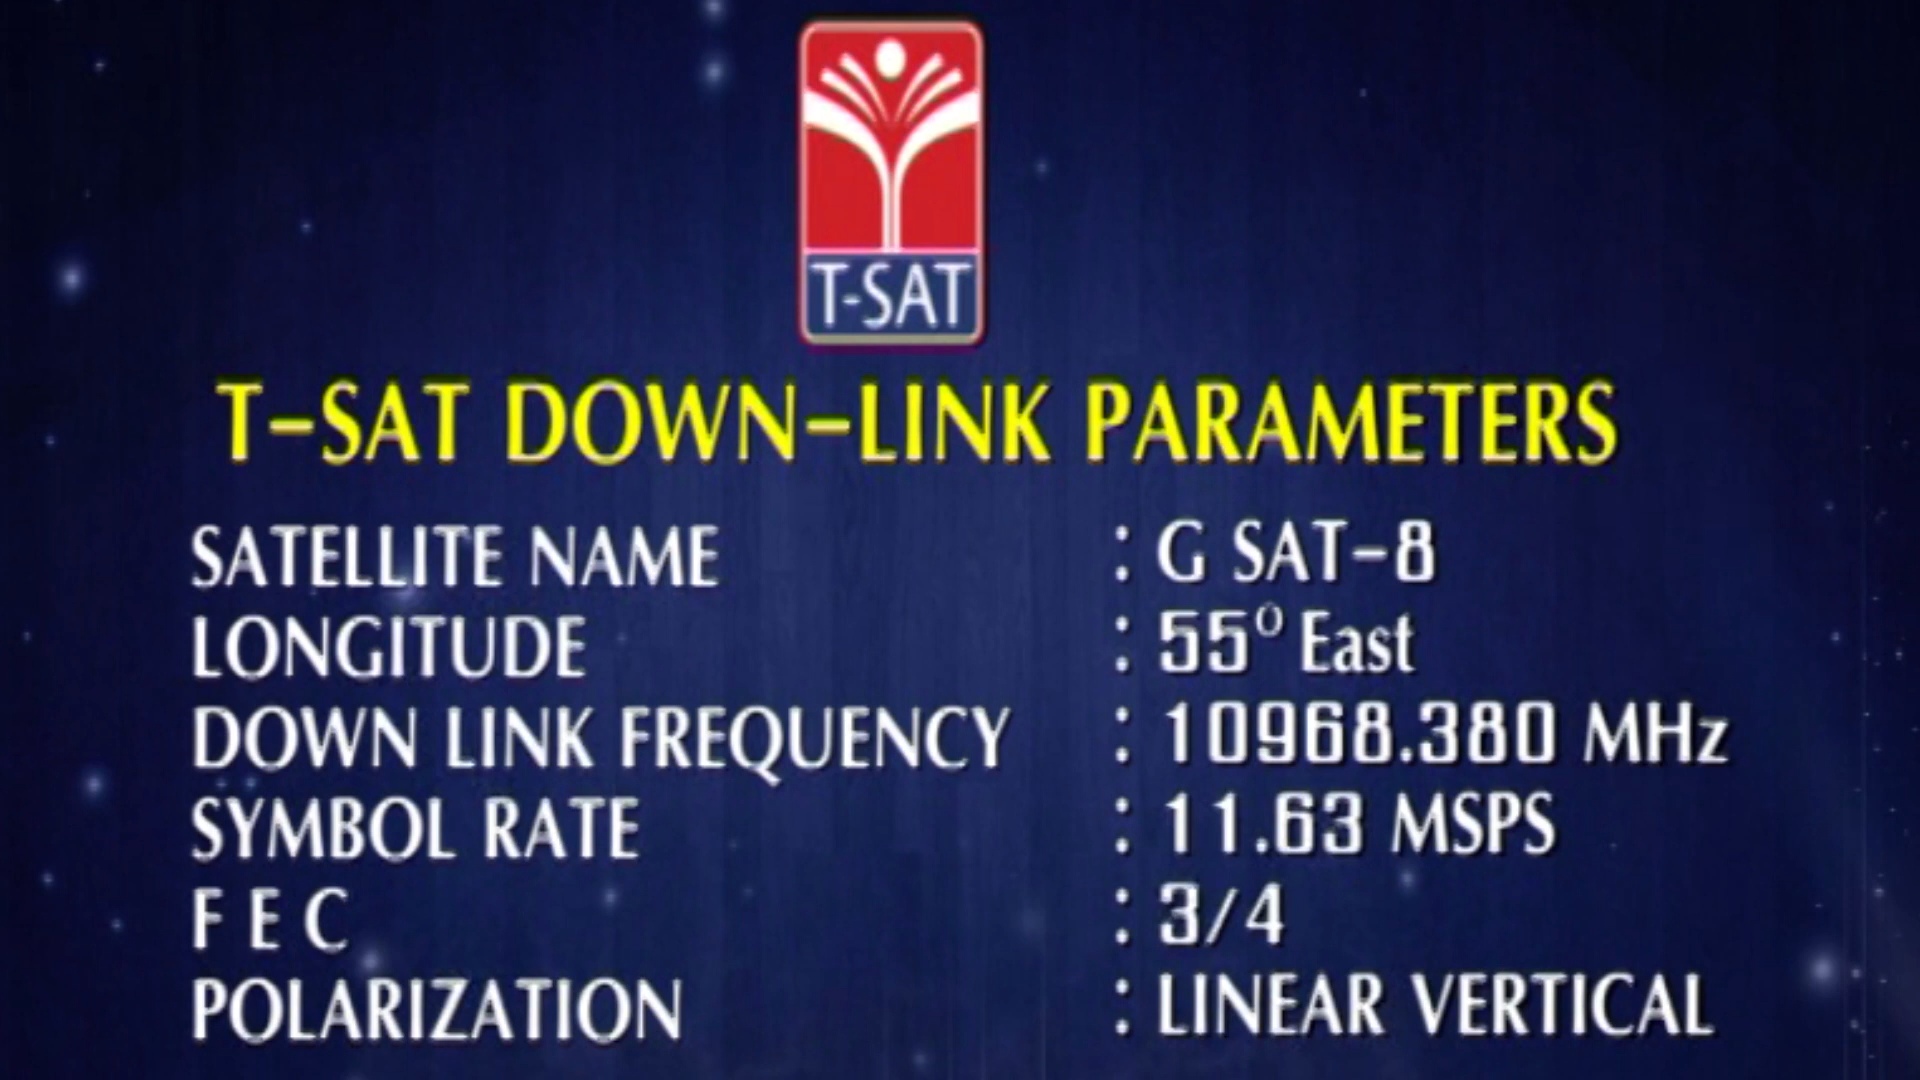 T-SAT
T-SAT DOWN-LINK PARAMETERS
SATELLITE NAME : G SAT-8
LONGITUDE : 55° East
DOWN LINK FREQUENCY : 10968.380 MHz
SYMBOL RATE : 11.63 MSPS
F E C : 3/4
POLARIZATION : LINEAR VERTICAL